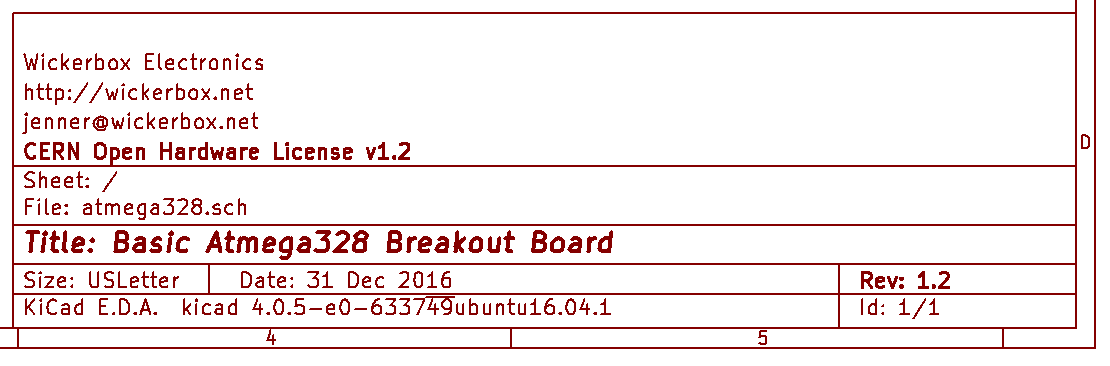 Wickerbox Electronics
http://wickerbox.net
jenner@wickerbox.net
CERN Open Hardware License v1.2
D
Sheet: /
File: atmega328.sch
Title: Basic Atmega328 Breakout Board
Size: USLetter Date: 31 Dec 2016 Rev: 1.2
KiCad E.D.A. kicad 4.0.5-e0-633749ubuntu16.04.1 Id: 1/1
4 5